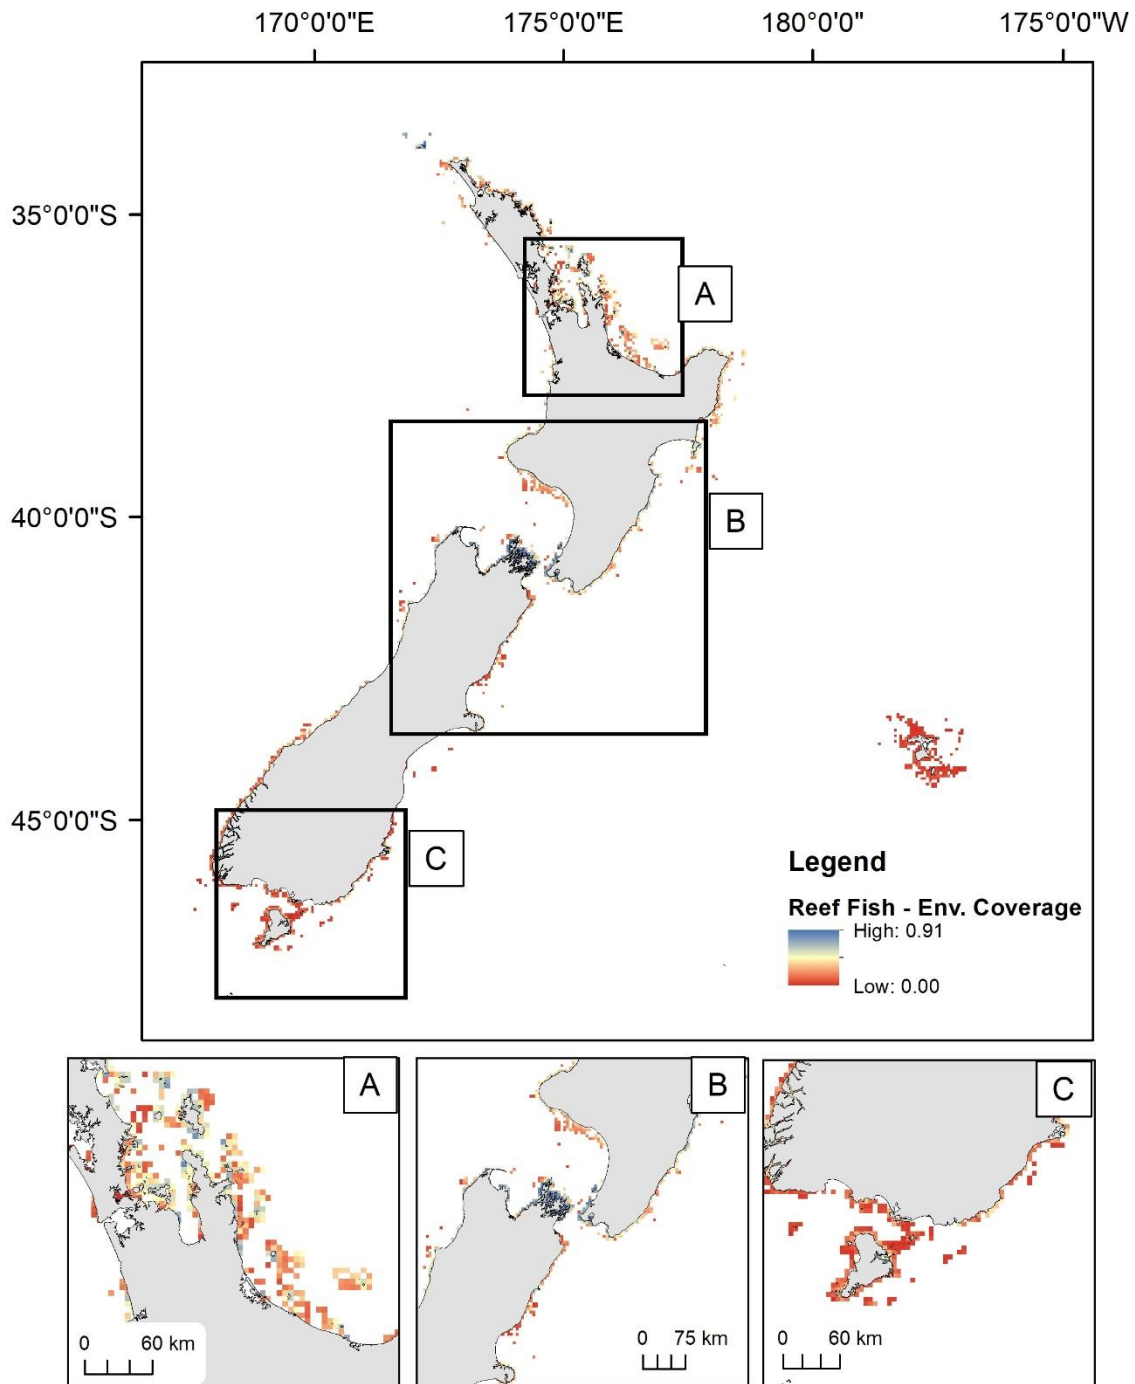 170°0'0"E 175°0'0"E 180°0'0" 175°0'0"W
35°0'0"S
A
40°0'0"S
B
45°0'0"S
C
Legend
Reef Fish - Env. Coverage
High: 0.91
Low: 0.00
A
0 60 km
B
0 75 km
C
0 60 km